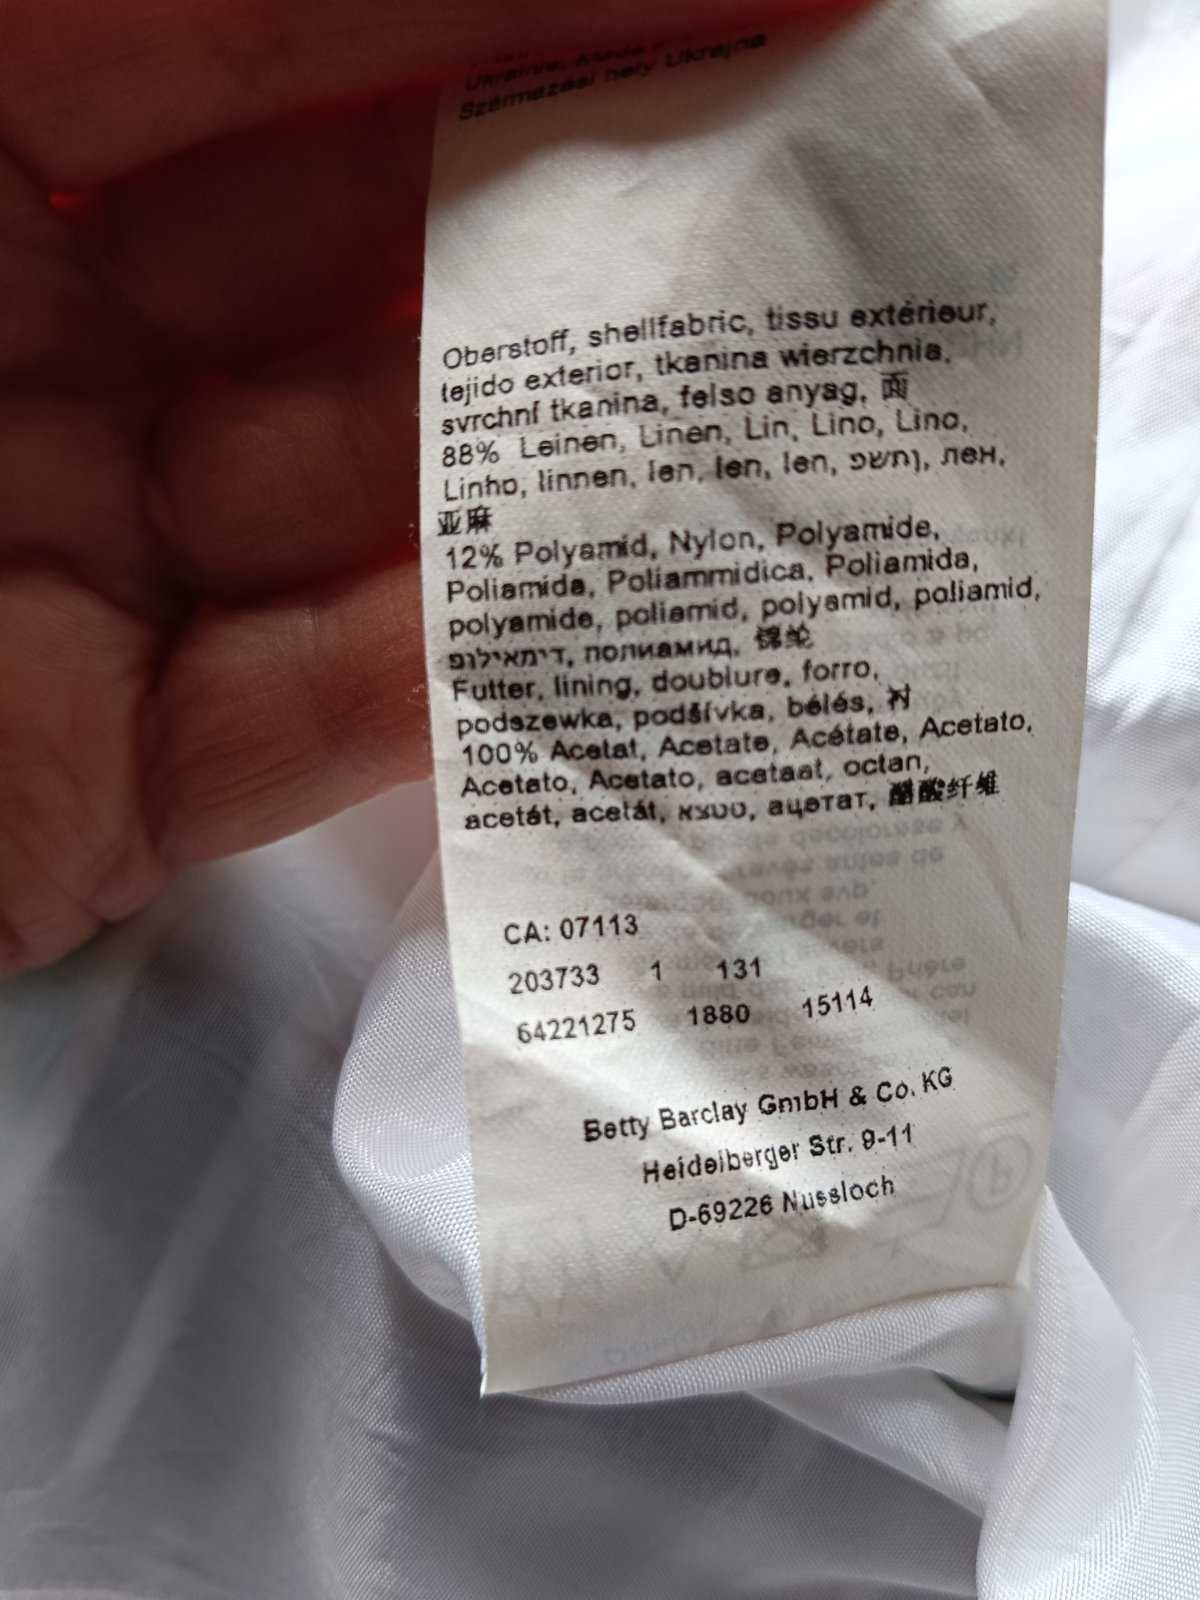 Ukraine, Made
Származási hely Ukrajna
Oberstoff, shellfabric, tissu extérieur,
tejido exterior, tkanina wierzchnia,
svrchní tkanina, felso anyag, 面
88% Leinen, Linen, Lin, Lino, Lino,
Linho, linnen, len, len, len, פשתן, лен,
亚麻
12% Polyamid, Nylon, Polyamide,
Poliamida, Poliammidica, Poliamida,
polyamide, poliamid, polyamid, poliamid,
полиамид, 锦纶
Futter, lining, doublure, forro,
podszewka, podšívka, bélés, 衬
100% Acetat, Acetate, Acétate, Acetato,
Acetato, Acetato, acetaat, octan,
acetát, acetát, ацетат, 醋酸纤维
CA: 07113
203733 1 131
64221275 1880 15114
Betty Barclay GmbH & Co. KG
Heidelberger Str. 9-11
D-69226 Nussloch